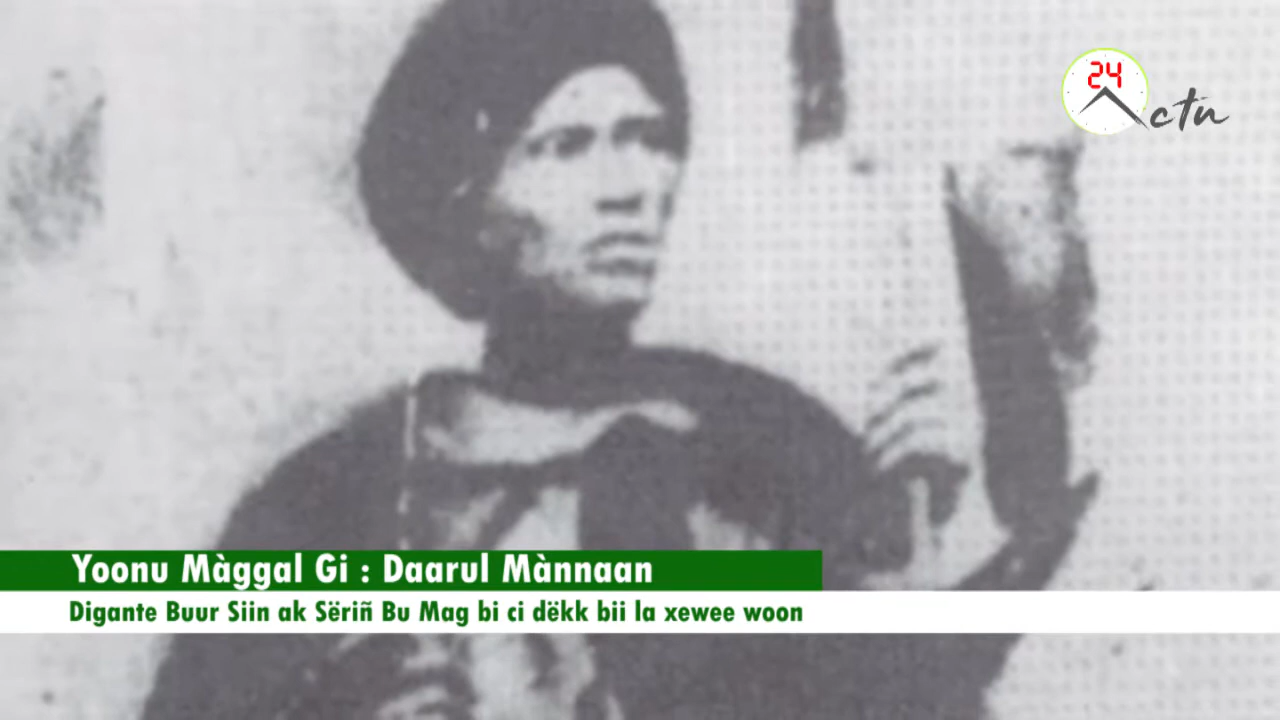 24
Actn
Yoonu Màggal Gi : Daarul Mànnaan
Digante Buur Siin ak Sëriñ Bu Mag bi ci dëkk bii la xewee woon